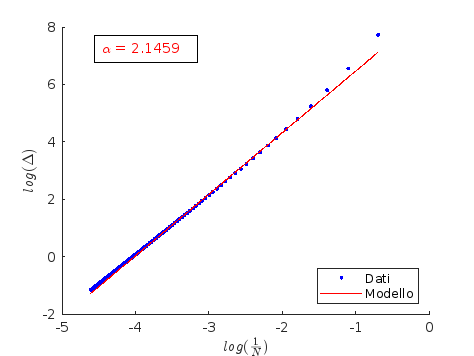 8
α = 2.1459
6
4
log(Δ)
2
0
Dati
Modello
-2
-5 -4 -3 -2 -1 0
log(1/N)